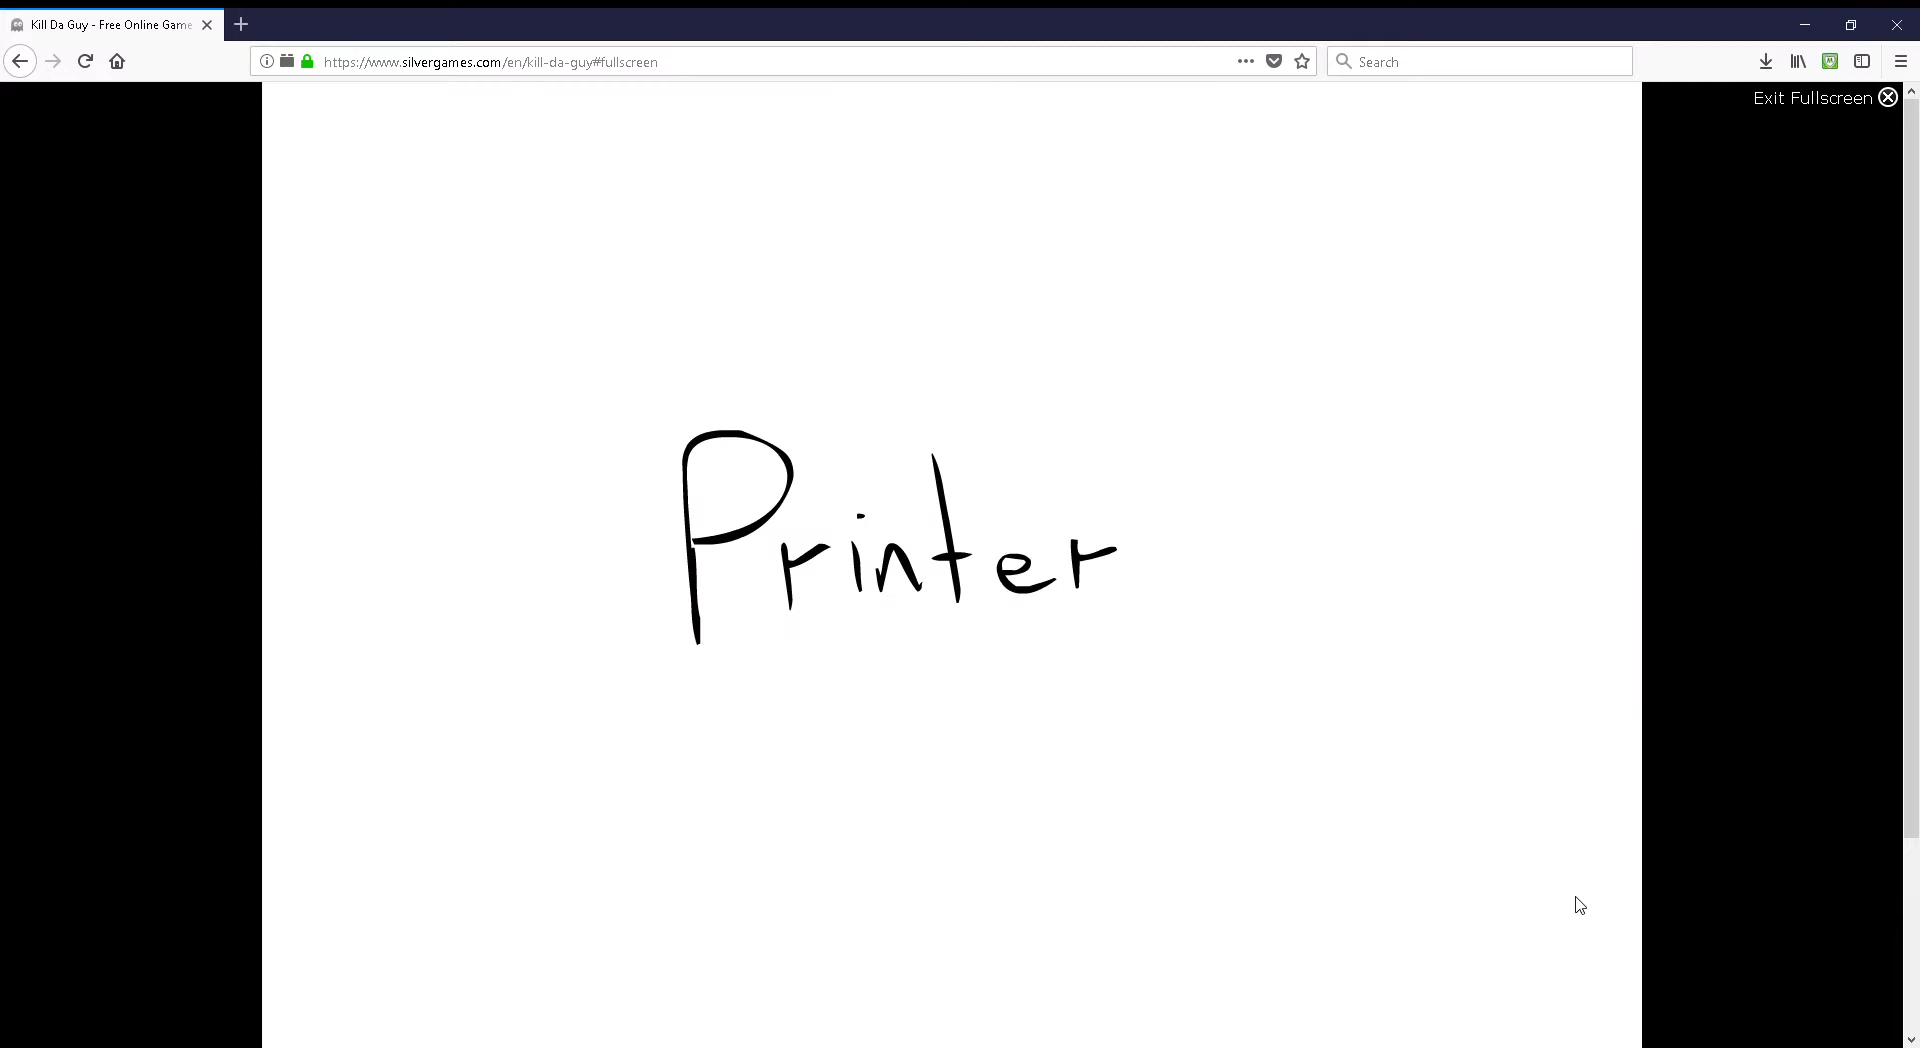 Kill Da Guy - Free Online Game
https://www.silvergames.com/en/kill-da-guy#fullscreen
Search
Exit Fullscreen
Printer